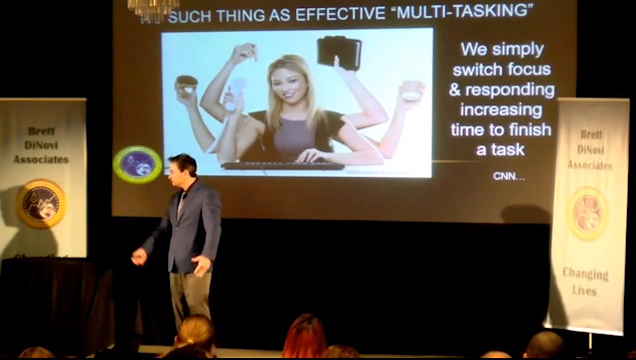 SUCH THING AS EFFECTIVE "MULTI-TASKING"
We simply
switch focus
& responding
increasing
time to finish
a task
CNN...
Brett
DiNovi
Associates
Brett
DiNovi
Associates
Changing
Lives